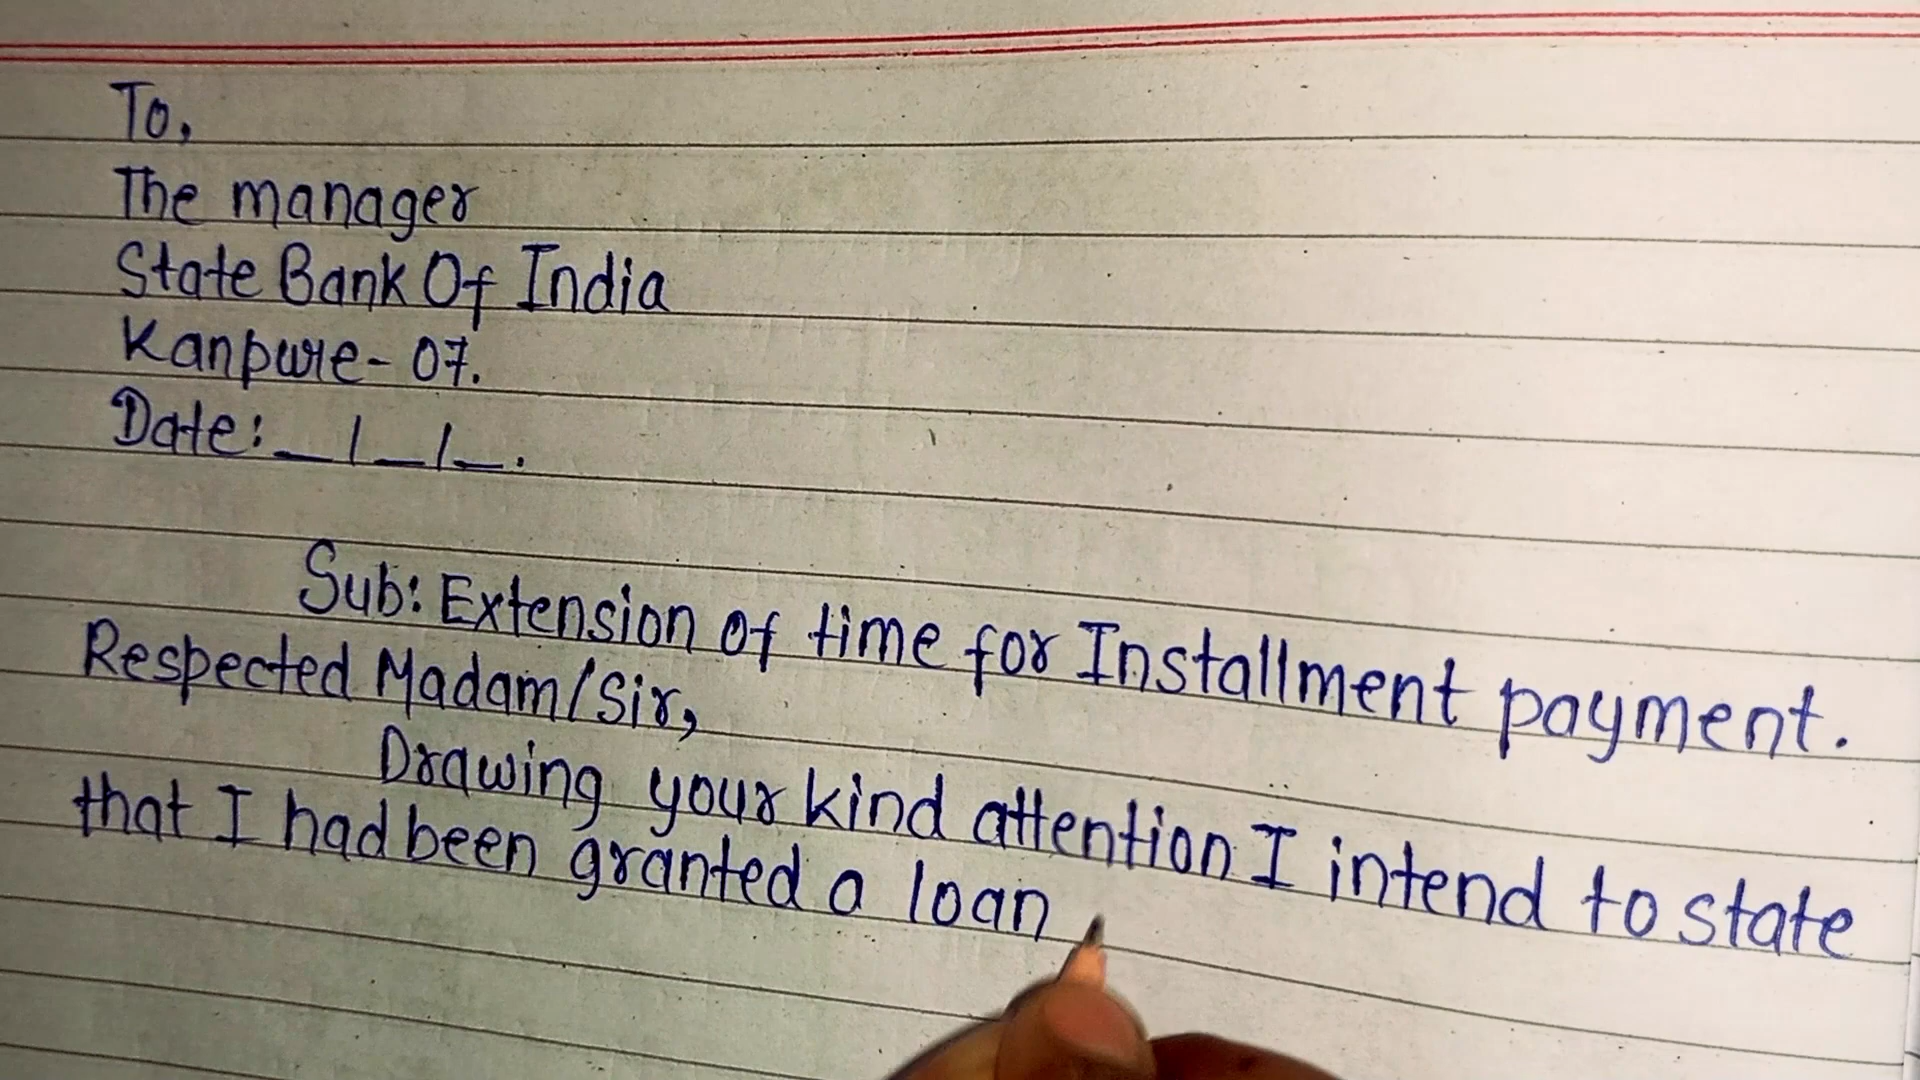 To,
The manager
State Bank Of India
Kanpure- 07.
Date: _/_/_.
Sub: Extension of time for Installment payment.
Respected Madam/Sir,
Drawing your kind attention I intend to state
that I had been granted a loan